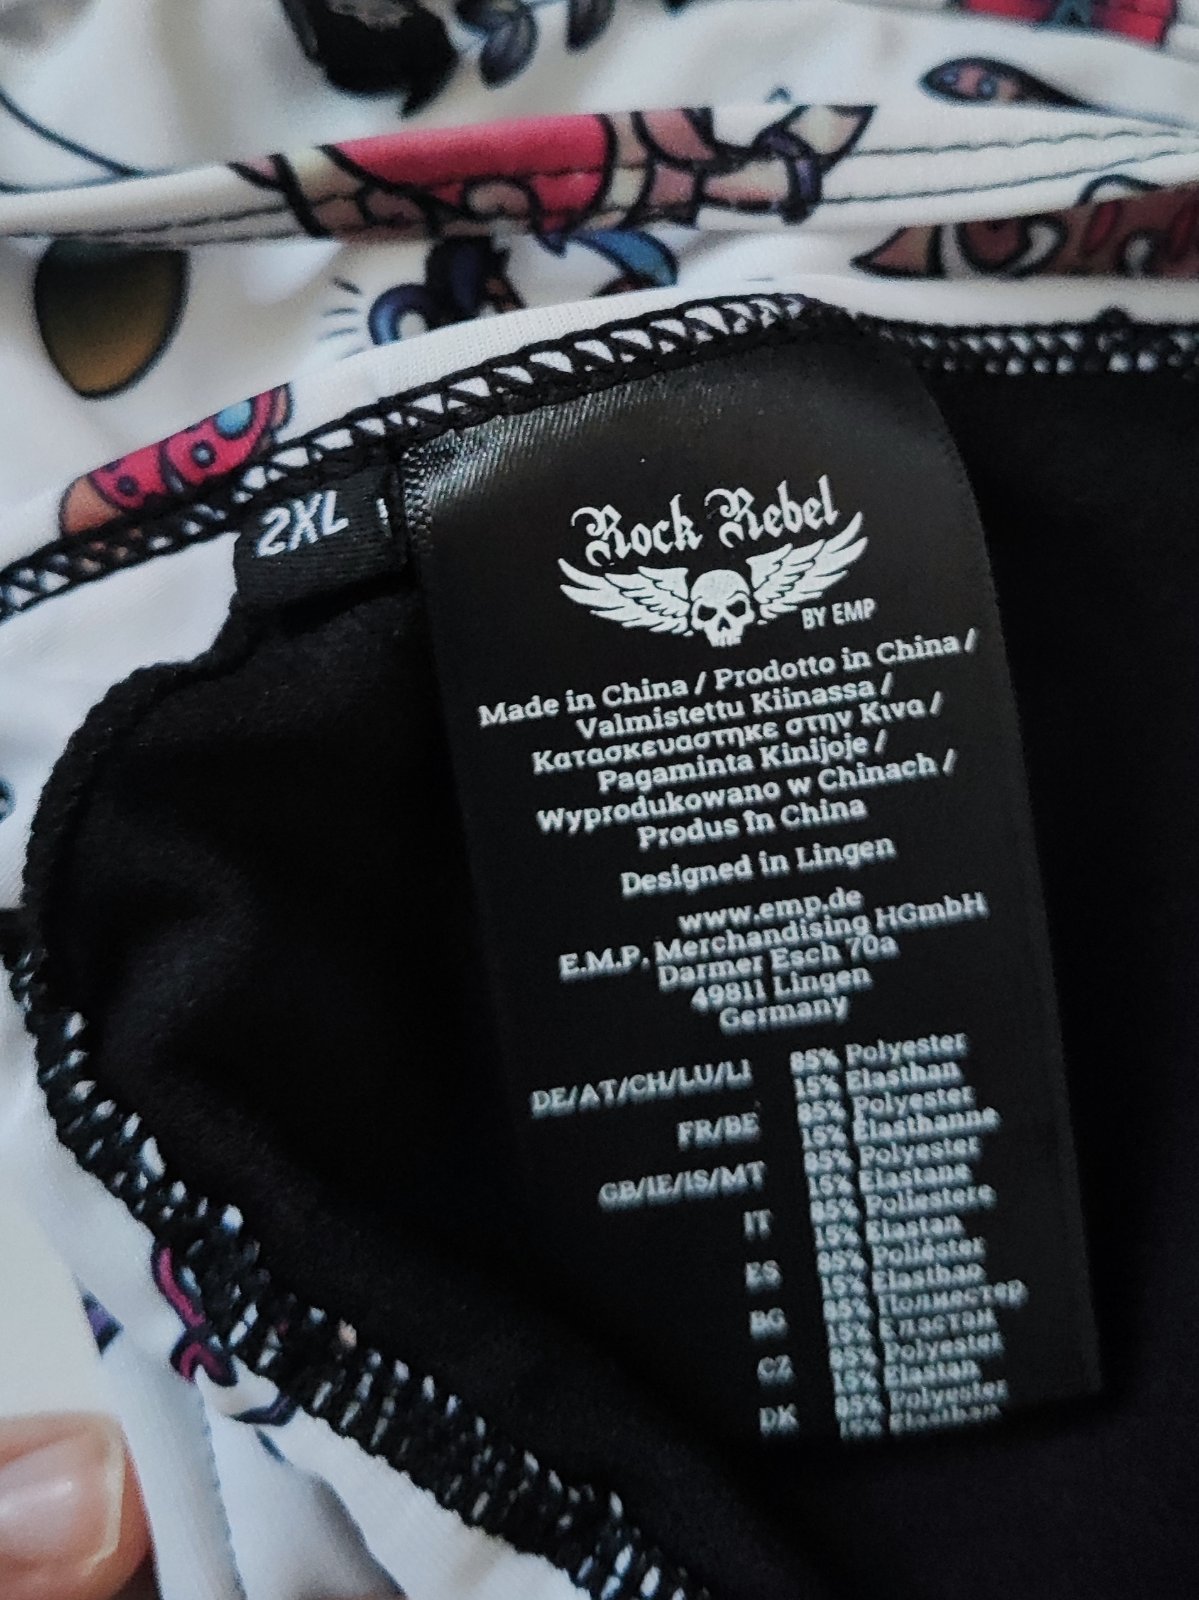 2XL
Rock Rebel
BY EMP
Made in China / Prodotto in China /
Valmistettu Kiinassa /
Κατασκευαστηκε στην Κινα /
Pagaminta Kinijoje /
Wyprodukowano w Chinach /
Produs în China
Designed in Lingen
www.emp.de
E.M.P. Merchandising HGmbH
Darmer Esch 70a
49811 Lingen
Germany
DE/AT/CH/LU/LI 85% Polyester
15% Elasthan
FR/BE 85% Polyester
15% Élasthanne
GB/IE/IS/MT 85% Polyester
15% Elastane
IT 85% Poliestere
15% Elastan
ES 85% Poliéster
15% Elasthao
BG 85% Полиестер
15% Еластан
CZ 85% Polyester
15% Elastan
DK 85% Polyester
15% Elasthan